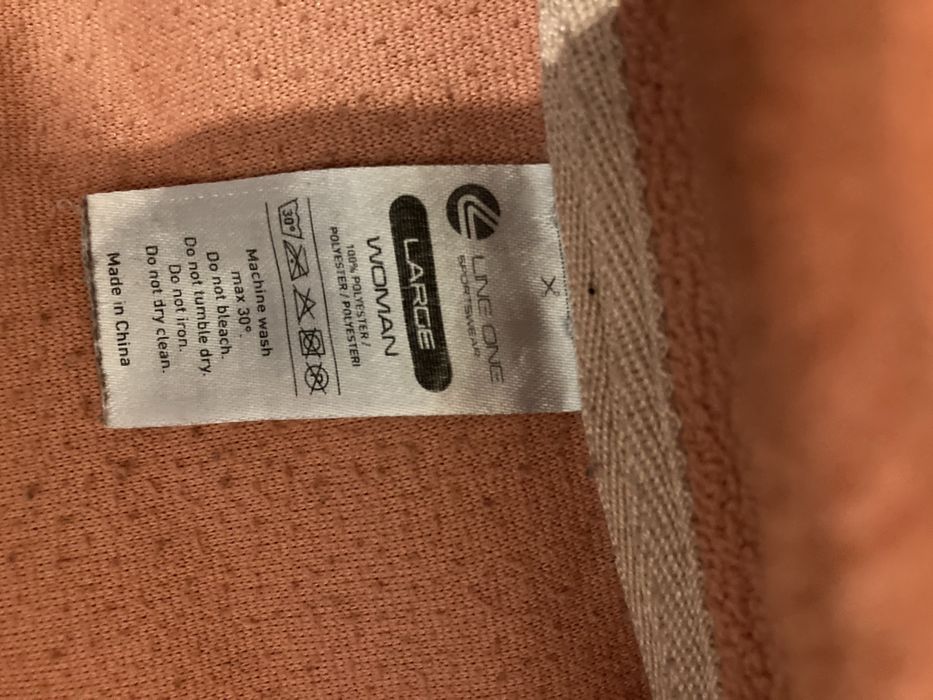 LINE ONE
SPORTSWEAR
LARGE
WOMAN
100% POLYESTER /
POLYESTER / POLYESTERI
30°
Machine wash
max 30°.
Do not bleach.
Do not tumble dry.
Do not iron.
Do not dry clean.
Made in China